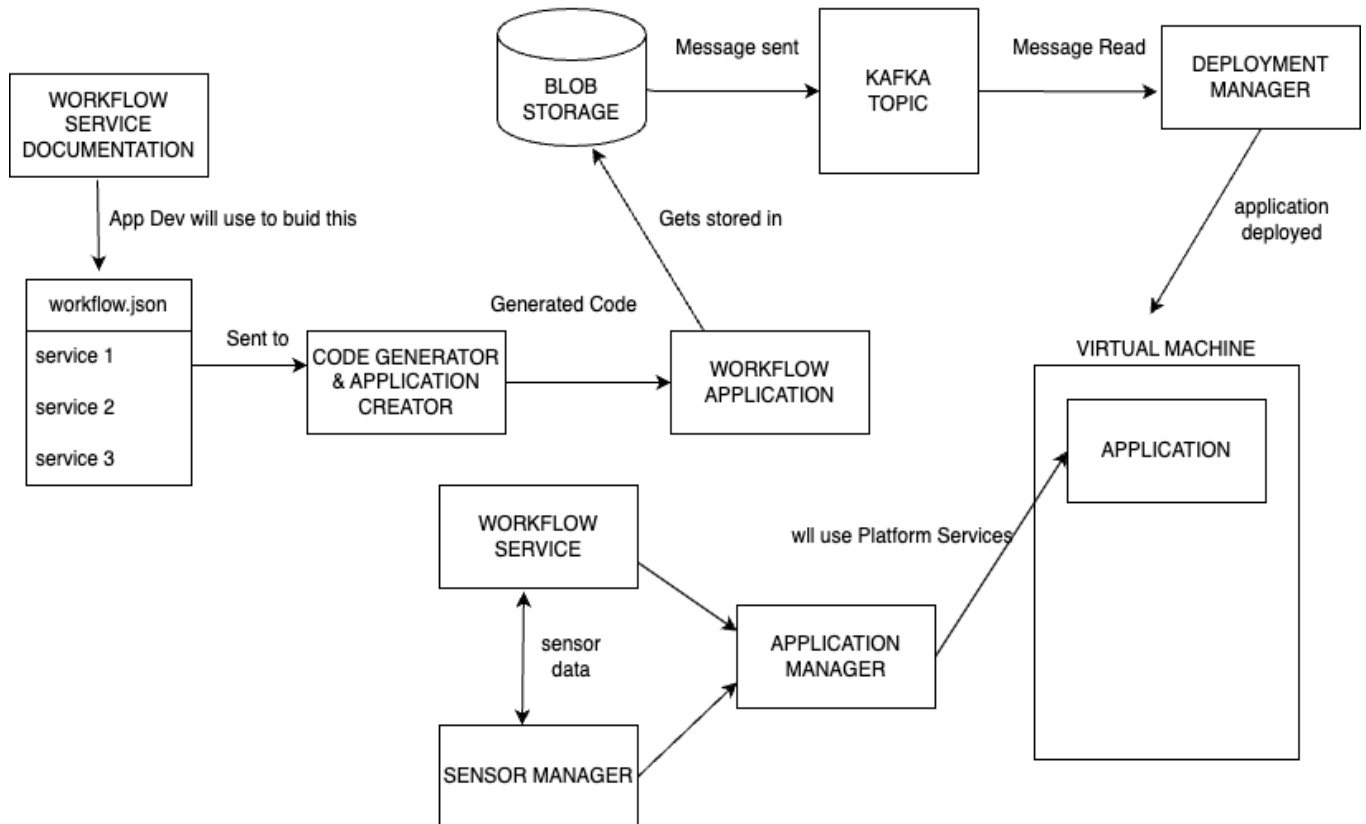 Message sent
Message Read
BLOB
STORAGE
KAFKA
TOPIC
DEPLOYMENT
MANAGER
WORKFLOW
SERVICE
DOCUMENTATION
App Dev will use to buid this
Gets stored in
application
deployed
workflow.json
service 1
service 2
service 3
Sent to
CODE GENERATOR
& APPLICATION
CREATOR
Generated Code
WORKFLOW
APPLICATION
VIRTUAL MACHINE
APPLICATION
WORKFLOW
SERVICE
wll use Platform Services
sensor
data
APPLICATION
MANAGER
SENSOR MANAGER